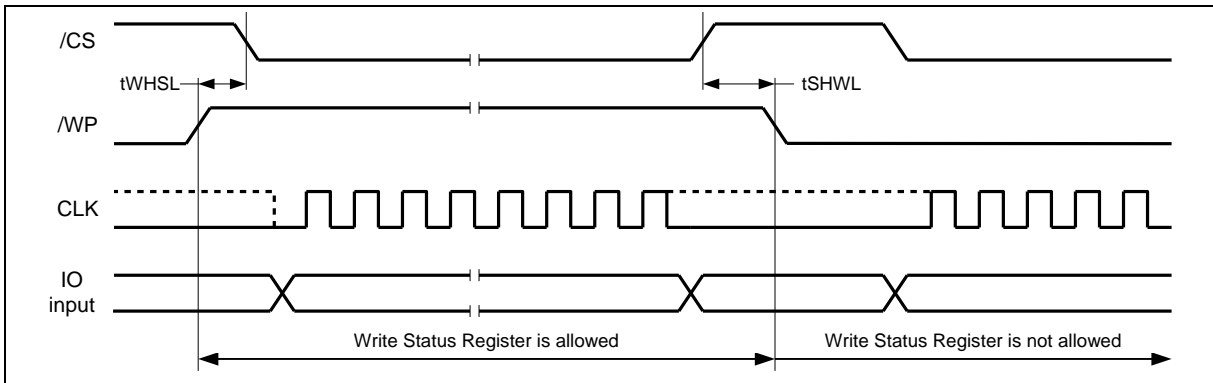 /CS
tWHSL
tSHWL
/WP
CLK
IO
input
Write Status Register is allowed
Write Status Register is not allowed